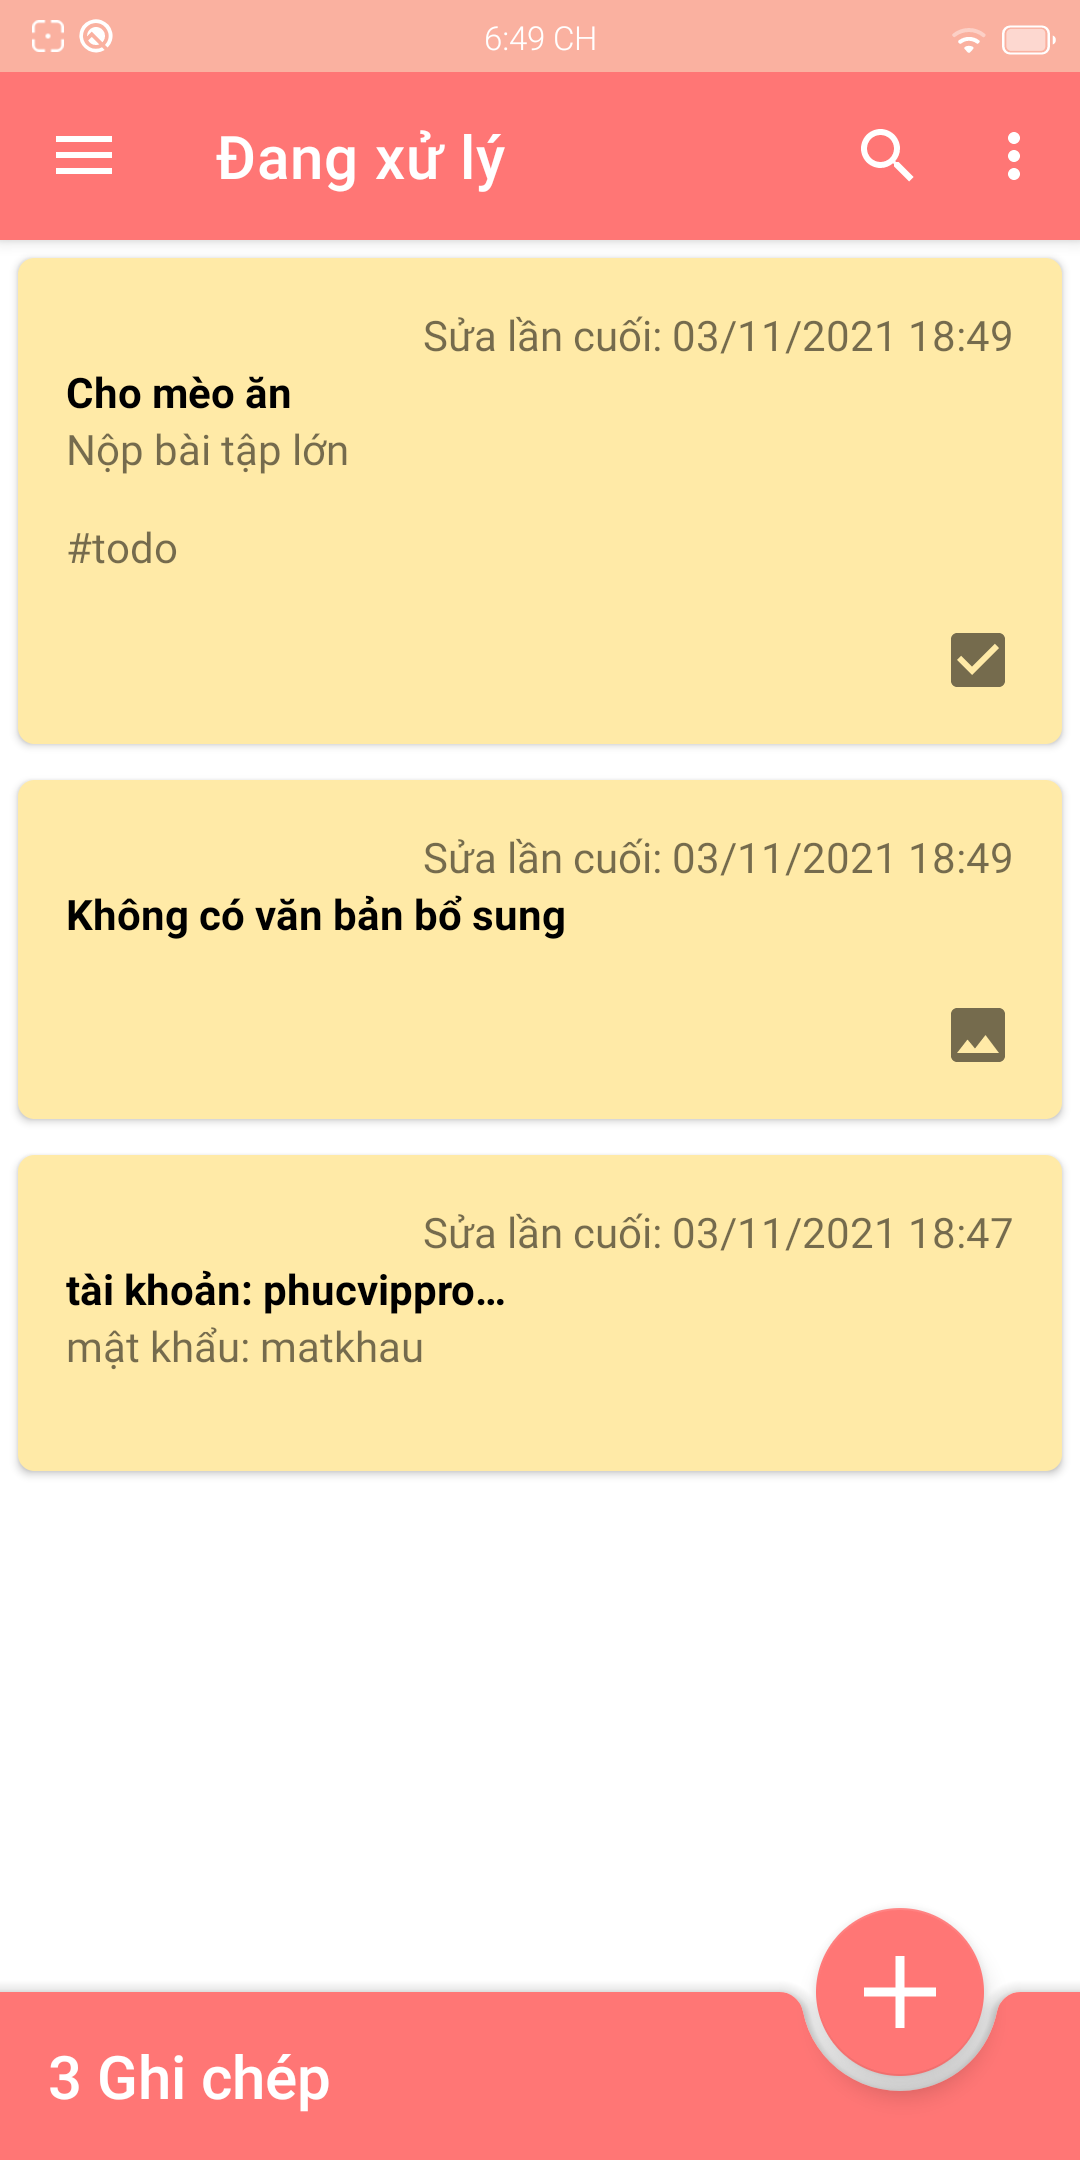 6:49 CH
Đang xử lý
Sửa lần cuối: 03/11/2021 18:49
Cho mèo ăn
Nộp bài tập lớn
#todo
Sửa lần cuối: 03/11/2021 18:49
Không có văn bản bổ sung
Sửa lần cuối: 03/11/2021 18:47
tài khoản: phucvippro...
mật khẩu: matkhau
3 Ghi chép